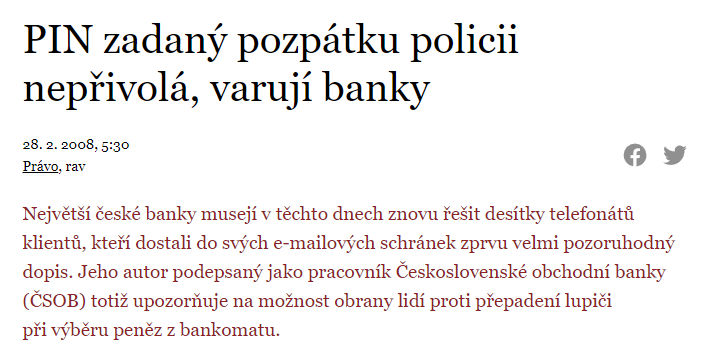 PIN zadaný pozpátku policii
nepřivolá, varují banky
28. 2. 2008, 5:30
Právo, rav
Největší české banky musejí v těchto dnech znovu řešit desítky telefonátů
klientů, kteří dostali do svých e-mailových schránek zprvu velmi pozoruhodný
dopis. Jeho autor podepsaný jako pracovník Československé obchodní banky
(ČSOB) totiž upozorňuje na možnost obrany lidí proti přepadení lupiči
při výběru peněz z bankomatu.